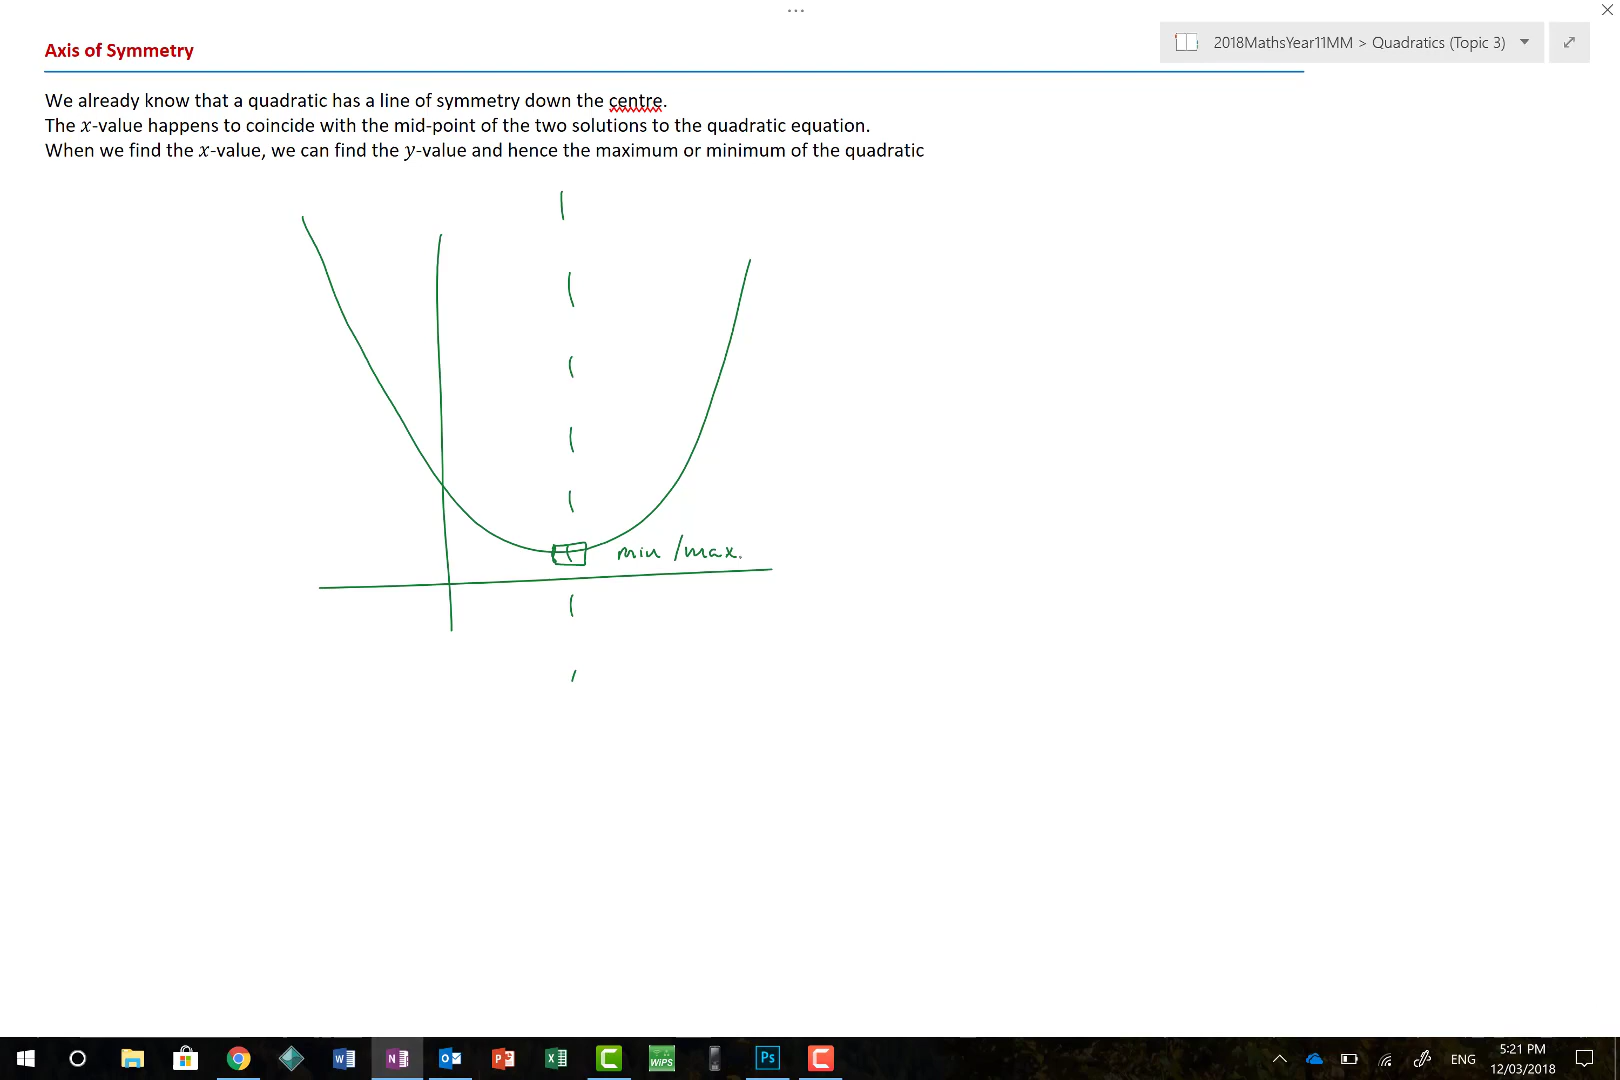 Axis of Symmetry
2018MathsYear11MM > Quadratics (Topic 3)
We already know that a quadratic has a line of symmetry down the centre.
The x-value happens to coincide with the mid-point of the two solutions to the quadratic equation.
When we find the x-value, we can find the y-value and hence the maximum or minimum of the quadratic
min / max.
WiPS
Ps
ENG
5:21 PM
12/03/2018